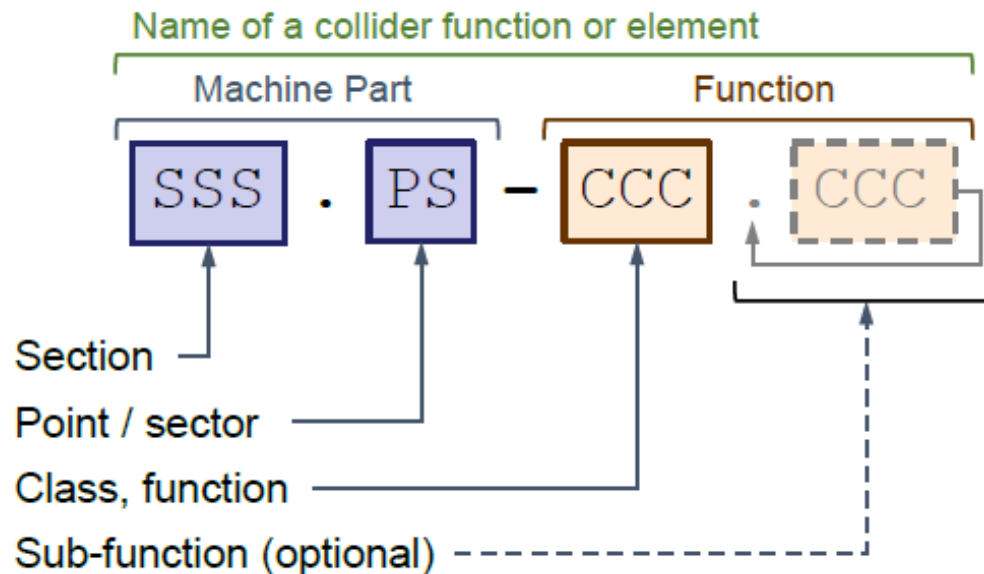 Name of a collider function or element
Machine Part Function
SSS . PS - CCC . CCC
Section
Point / sector
Class, function
Sub-function (optional)